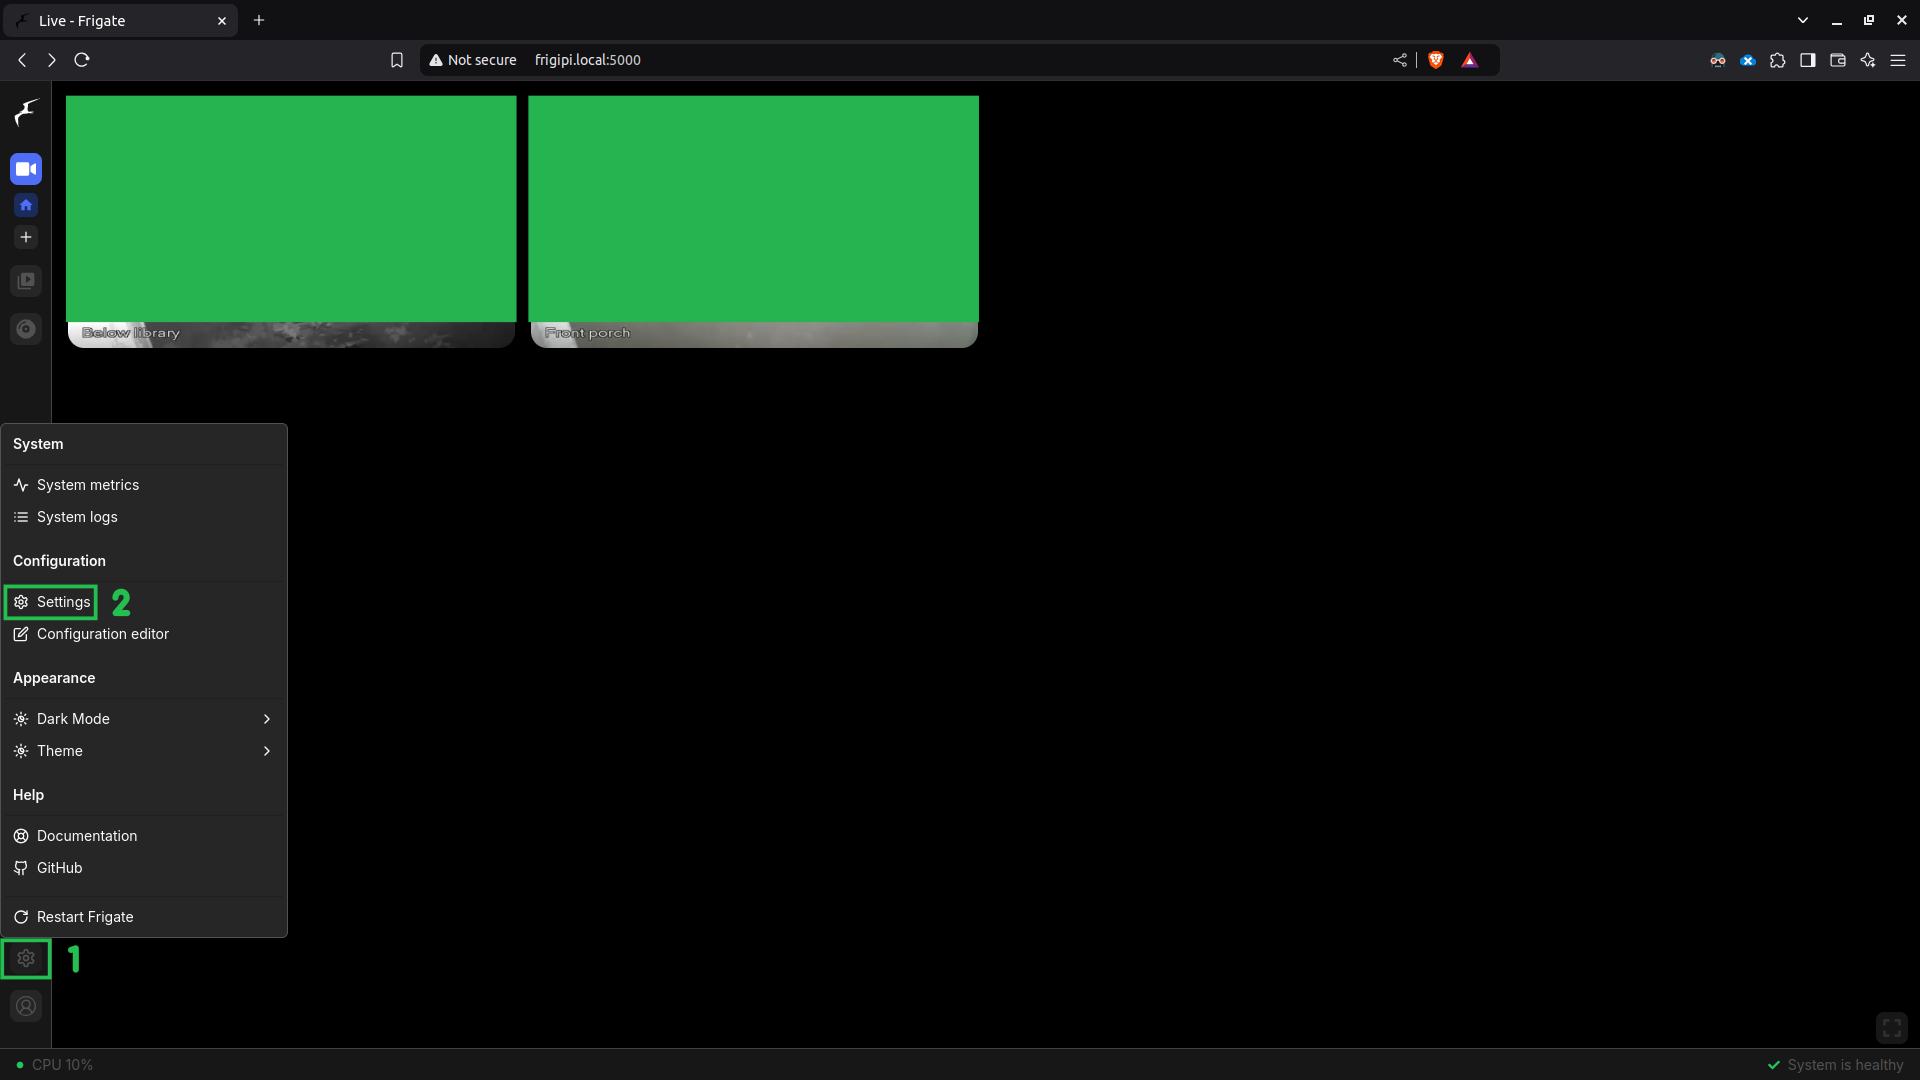 Live - Frigate
Not secure frigipi.local:5000
Below library
Front porch
System
System metrics
System logs
Configuration
Settings 2
Configuration editor
Appearance
Dark Mode
Theme
Help
Documentation
GitHub
Restart Frigate
1
CPU 10%
System is healthy